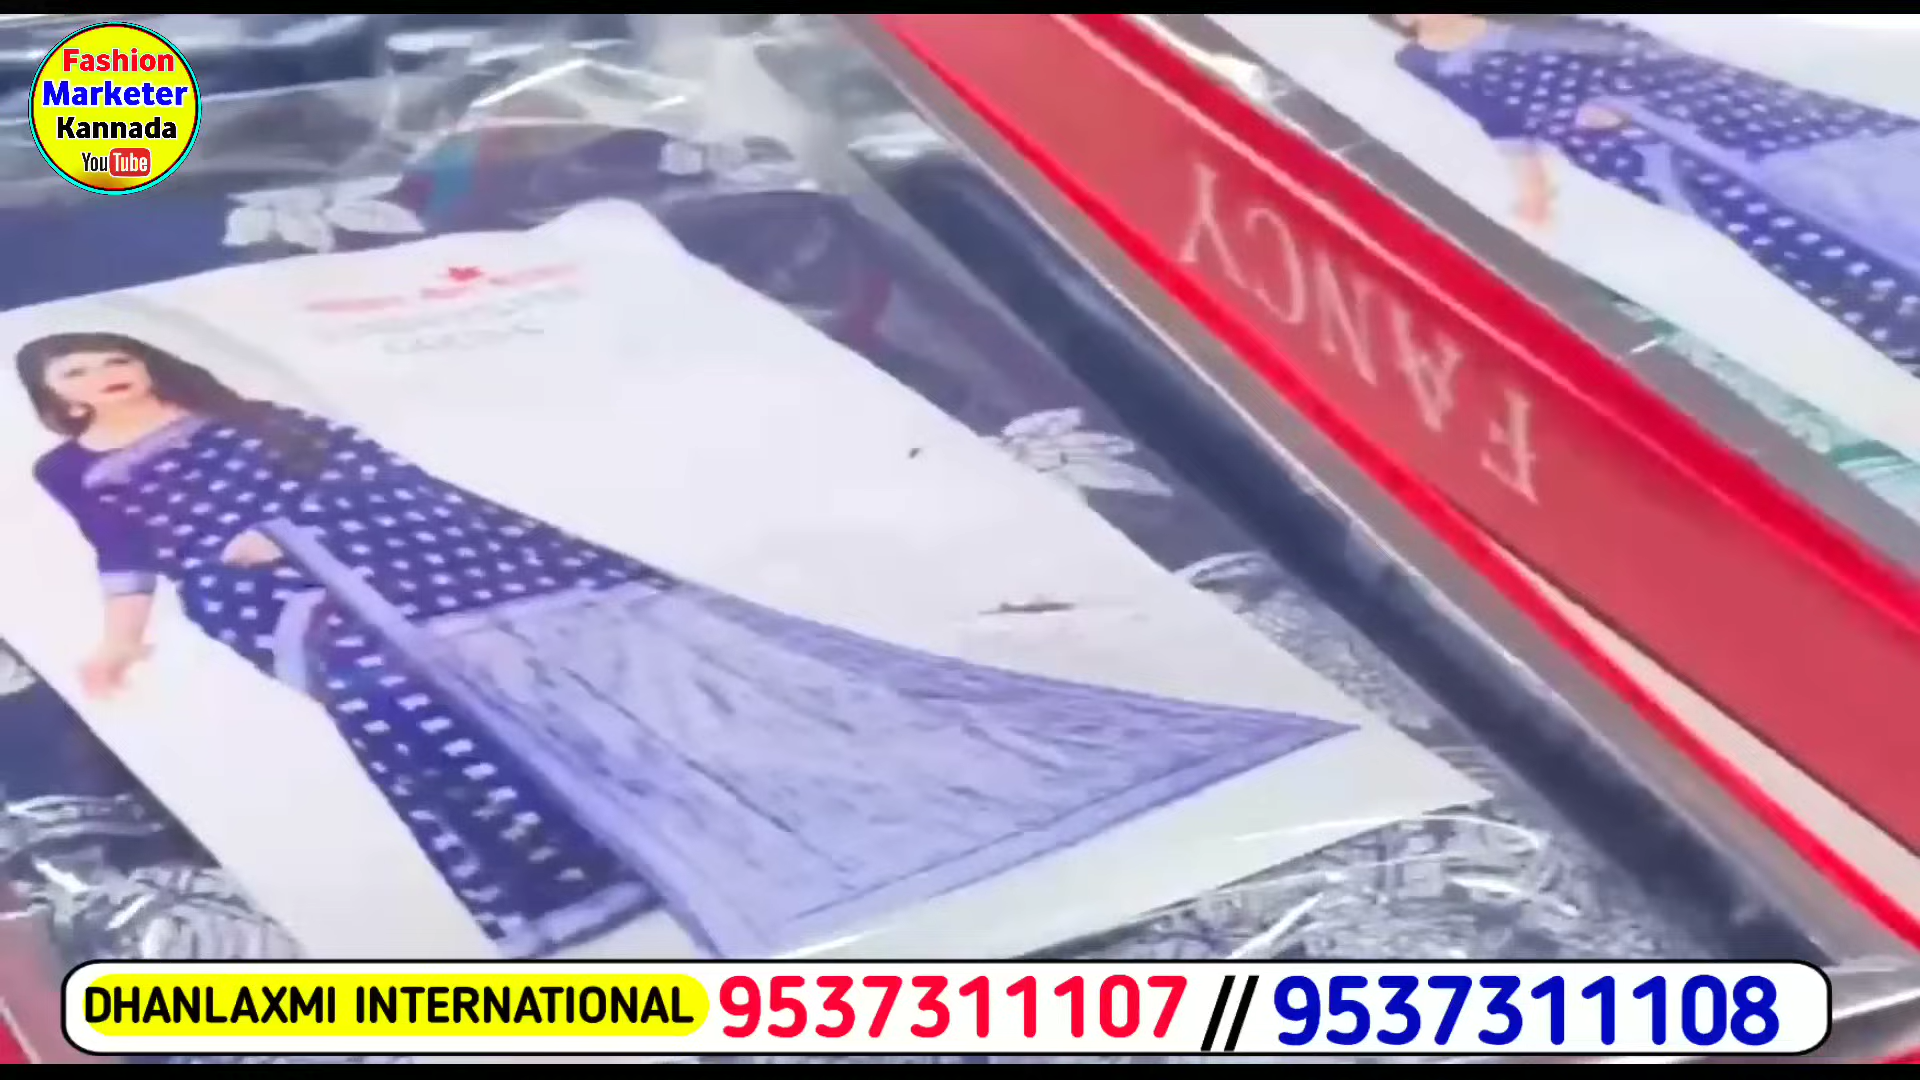 Fashion
Marketer
Kannada
YouTube
FANCY
DHANLAXMI INTERNATIONAL 9537311107 // 9537311108